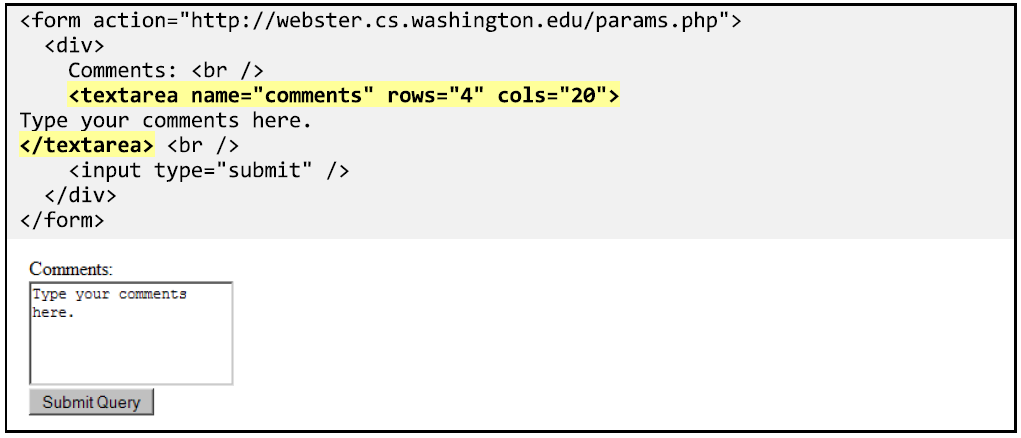 <form action="http://webster.cs.washington.edu/params.php">
<div>
Comments: <br />
<textarea name="comments" rows="4" cols="20">
Type your comments here.
</textarea> <br />
<input type="submit" />
</div>
</form>
Comments:
Type your comments
here.
Submit Query